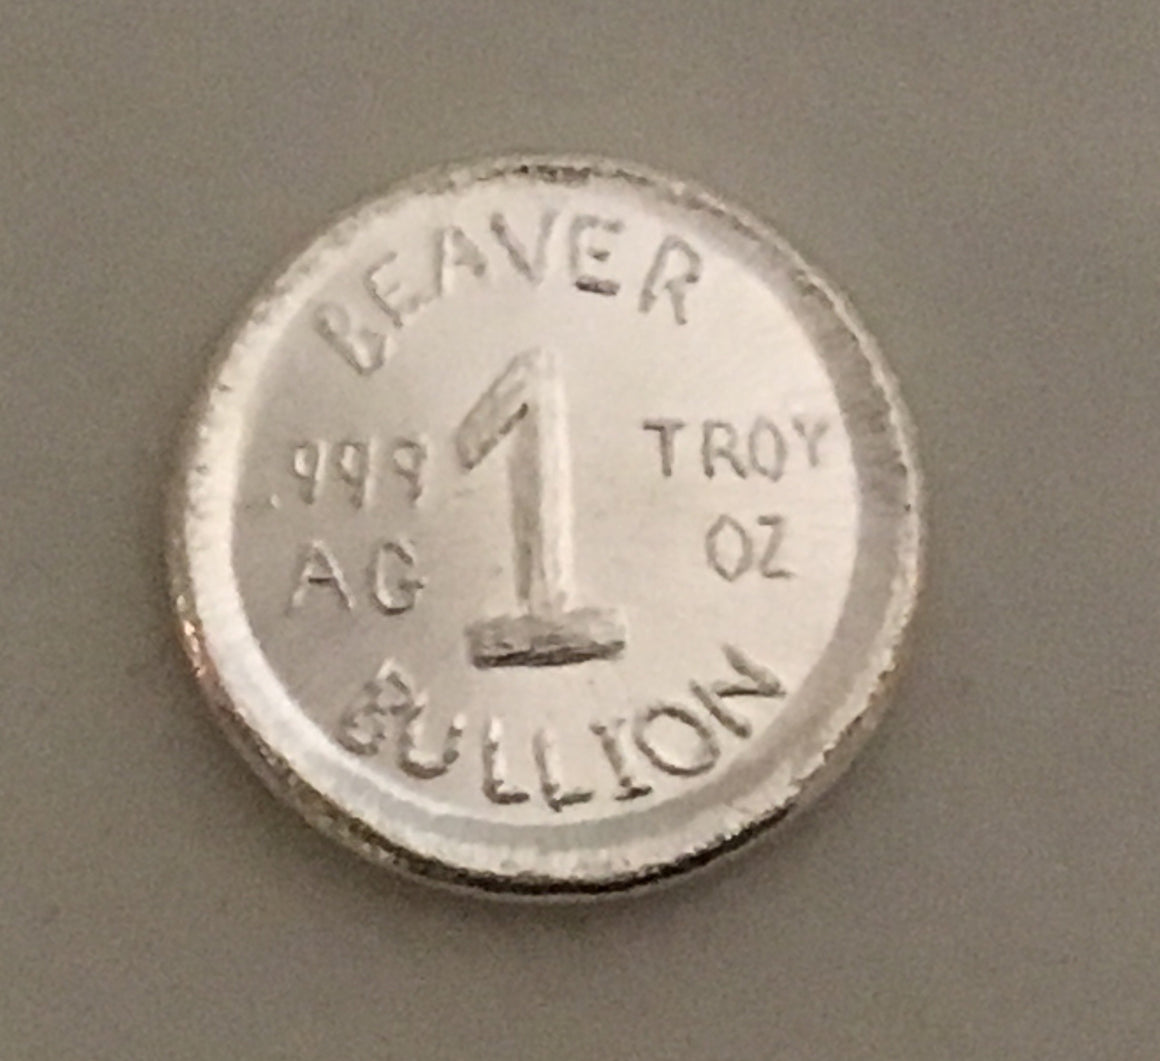 BEAVER
.999
AG
1
TROY
OZ
BULLION